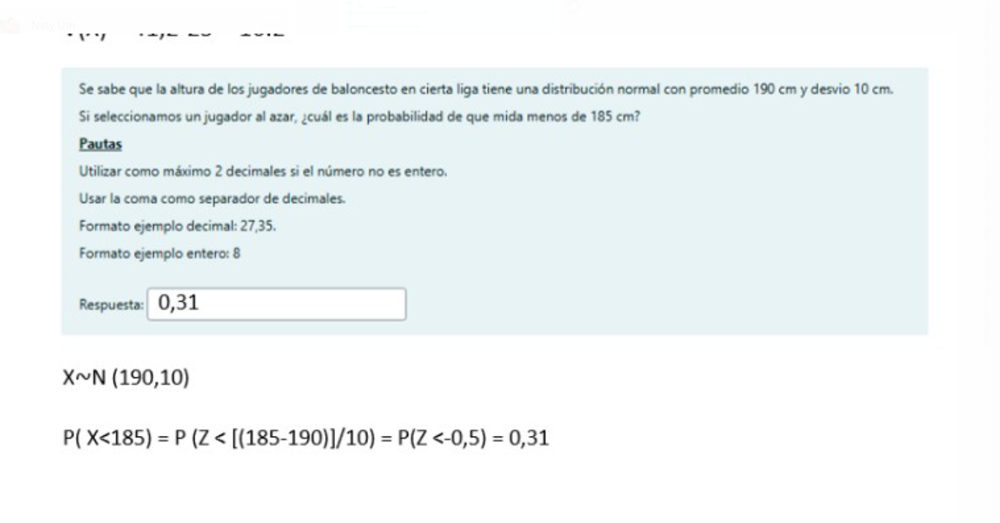 Se sabe que la altura de los jugadores de baloncesto en cierta liga tiene una distribución normal con promedio 190 cm y desvio 10 cm.
Si seleccionamos un jugador al azar, ¿cuál es la probabilidad de que mida menos de 185 cm?
Pautas
Utilizar como máximo 2 decimales si el número no es entero.
Usar la coma como separador de decimales.
Formato ejemplo decimal: 27,35.
Formato ejemplo entero: 8
Respuesta: 0,31
X~N (190,10)
P( X<185) = P (Z < [(185-190)]/10) = P(Z <-0,5) = 0,31